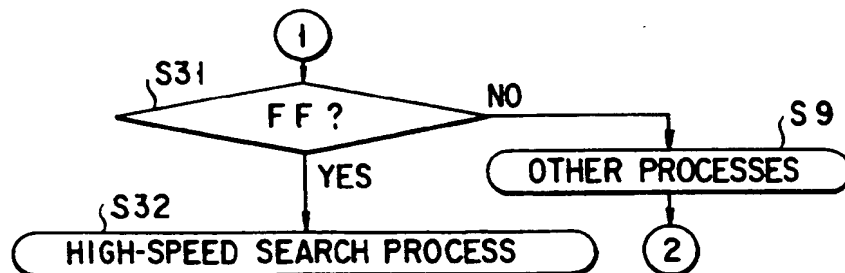 1
S31
FF?
NO
S9
OTHER PROCESSES
YES
S32
HIGH-SPEED SEARCH PROCESS
2